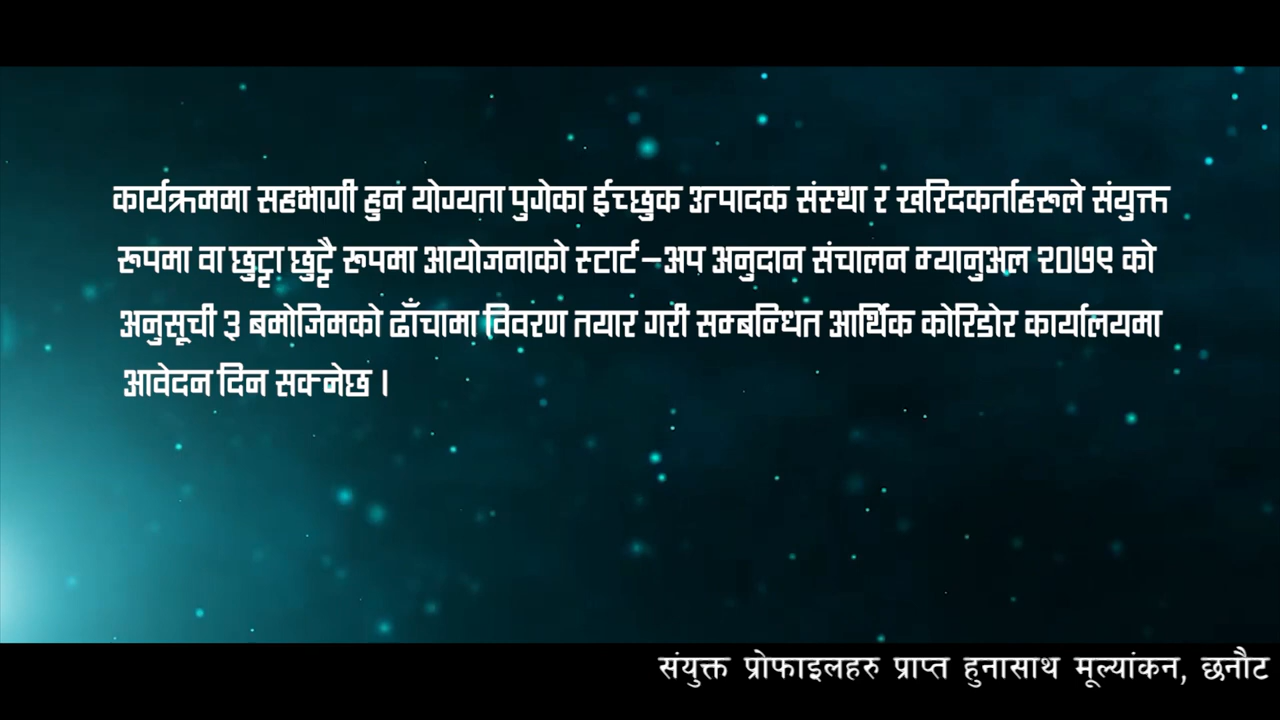 कार्यक्रममा सहभागी हुन योग्यता पुगेका ईच्छुक उत्पादक संस्था र खरिदकर्ताहरूले संयुक्त
रूपमा वा छुट्टा छुट्टै रूपमा आयोजनाको स्टार्ट–अप अनुदान संचालन म्यानुअल २०७९ को
अनुसूची ३ बमोजिमको ढाँचामा विवरण तयार गरी सम्बन्धित आर्थिक कोरिडोर कार्यालयमा
आवेदन दिन सक्नेछ ।
संयुक्त प्रोफाइलहरु प्राप्त हुनासाथ मूल्यांकन, छनौट